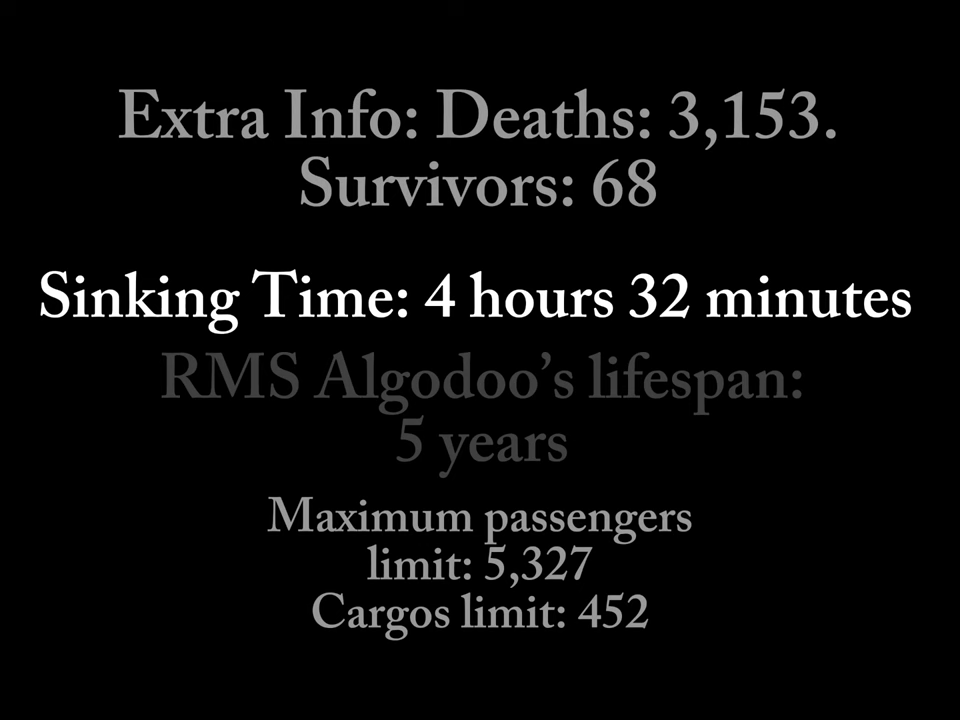 Extra Info: Deaths: 3,153.
Survivors: 68
Sinking Time: 4 hours 32 minutes
RMS Algodoo’s lifespan:
5 years
Maximum passengers
limit: 5,327
Cargos limit: 452